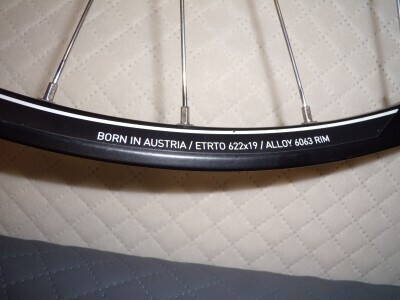 BORN IN AUSTRIA / ETRTO 622x19 / ALLOY 6063 RIM